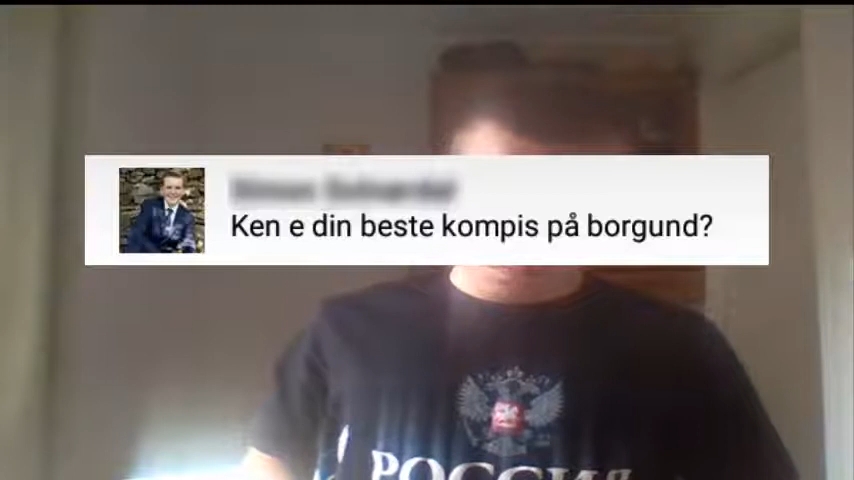 Ken e din beste kompis på borgund?
РОССИЯ